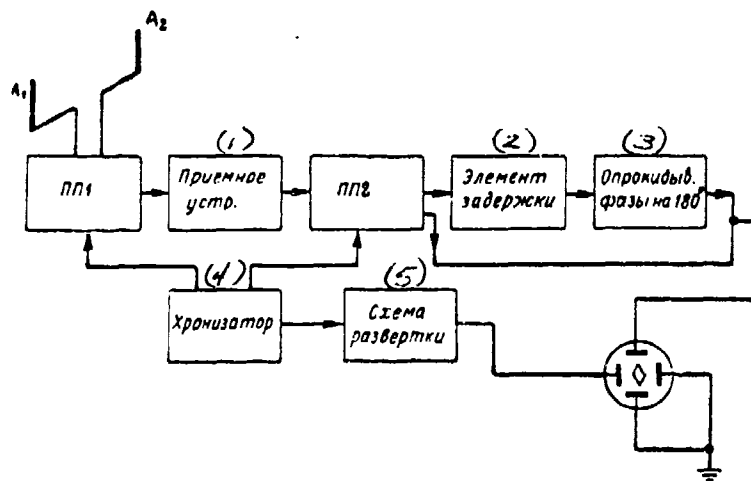 A₂
A₁
(1)
(2)
(3)
ПП1
Приемное
устр.
ПП2
Элемент
задержки
Опрокидыв.
фазы на 180°
(4)
(5)
Хронизатор
Схема
развертки